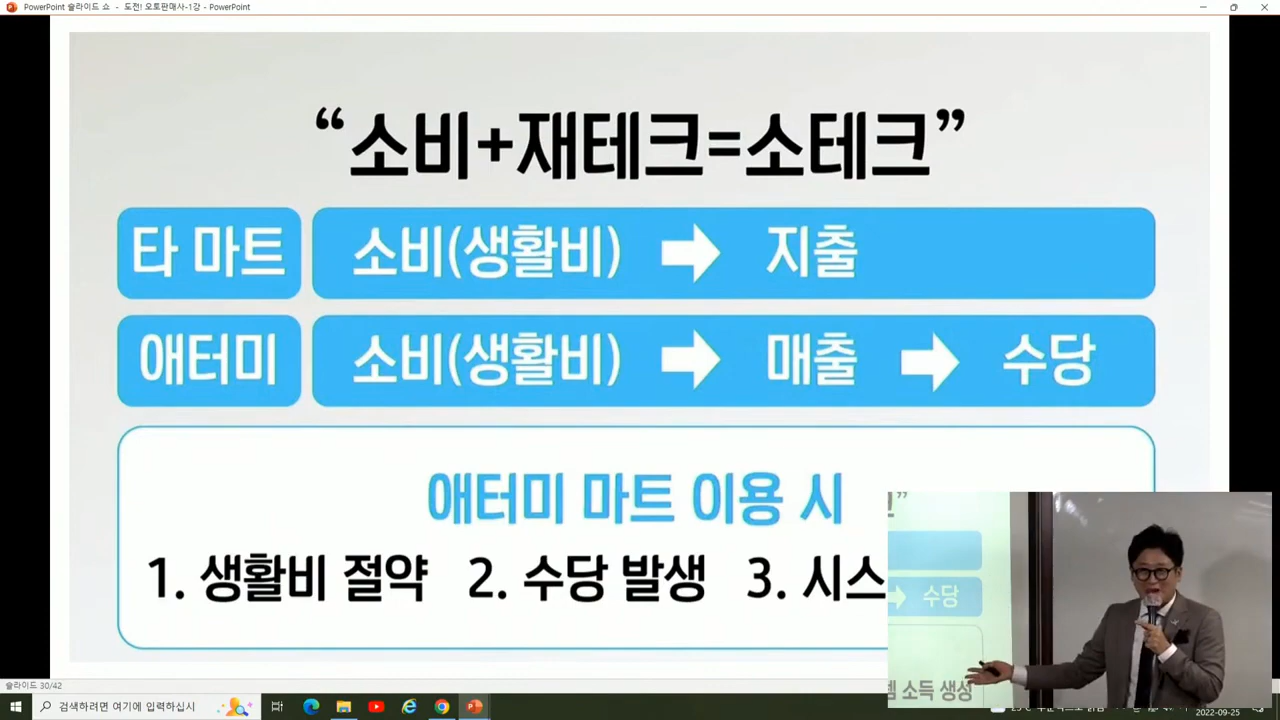 PowerPoint 슬라이드 쇼 - 도전! 오토판매사-1강 - PowerPoint
“소비+재테크=소테크”
타 마트 소비(생활비) 지출
애터미 소비(생활비) 매출 수당
애터미 마트 이용 시
1. 생활비 절약 2. 수당 발생 3. 시스
크”
수당
템 소득 생성
슬라이드 30/42
검색하려면 여기에 입력하십시
2022-09-25